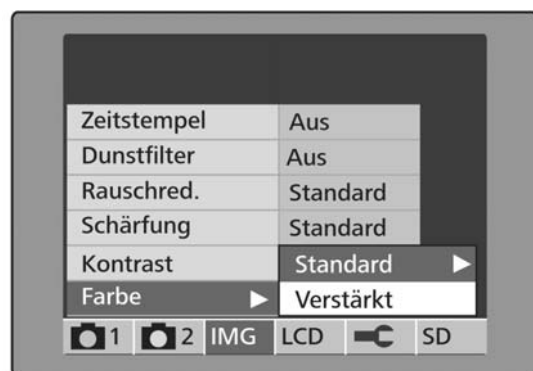 Zeitstempel Aus
Dunstfilter Aus
Rauschred. Standard
Schärfung Standard
Kontrast Standard
Farbe Verstärkt
1 2 IMG LCD SD